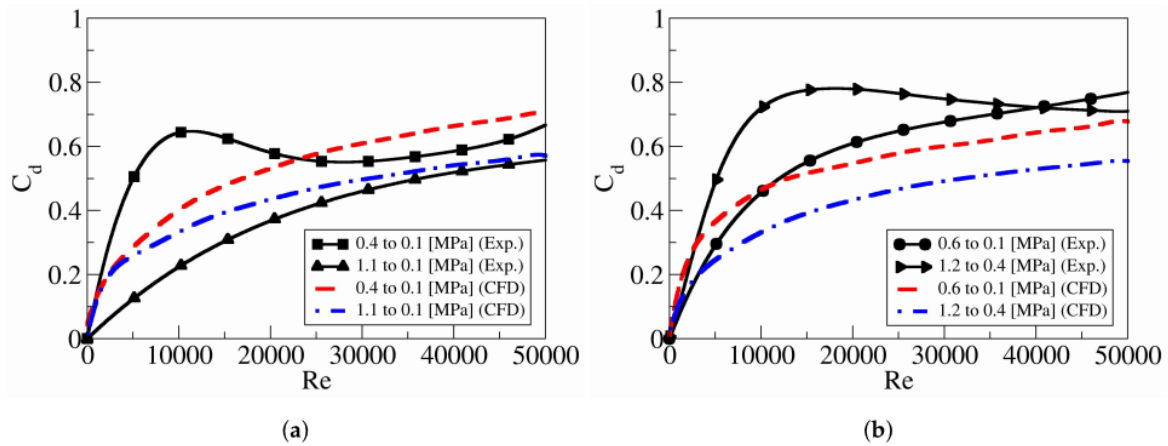 1
0.8
0.6
0.4
0.2
0
C_d
0.4 to 0.1 [MPa] (Exp.)
1.1 to 0.1 [MPa] (Exp.)
0.4 to 0.1 [MPa] (CFD)
1.1 to 0.1 [MPa] (CFD)
0 10000 20000 30000 40000 50000
Re
(a)
1
0.8
0.6
0.4
0.2
0
C_d
0.6 to 0.1 [MPa] (Exp.)
1.2 to 0.4 [MPa] (Exp.)
0.6 to 0.1 [MPa] (CFD)
1.2 to 0.4 [MPa] (CFD)
0 10000 20000 30000 40000 50000
Re
(b)